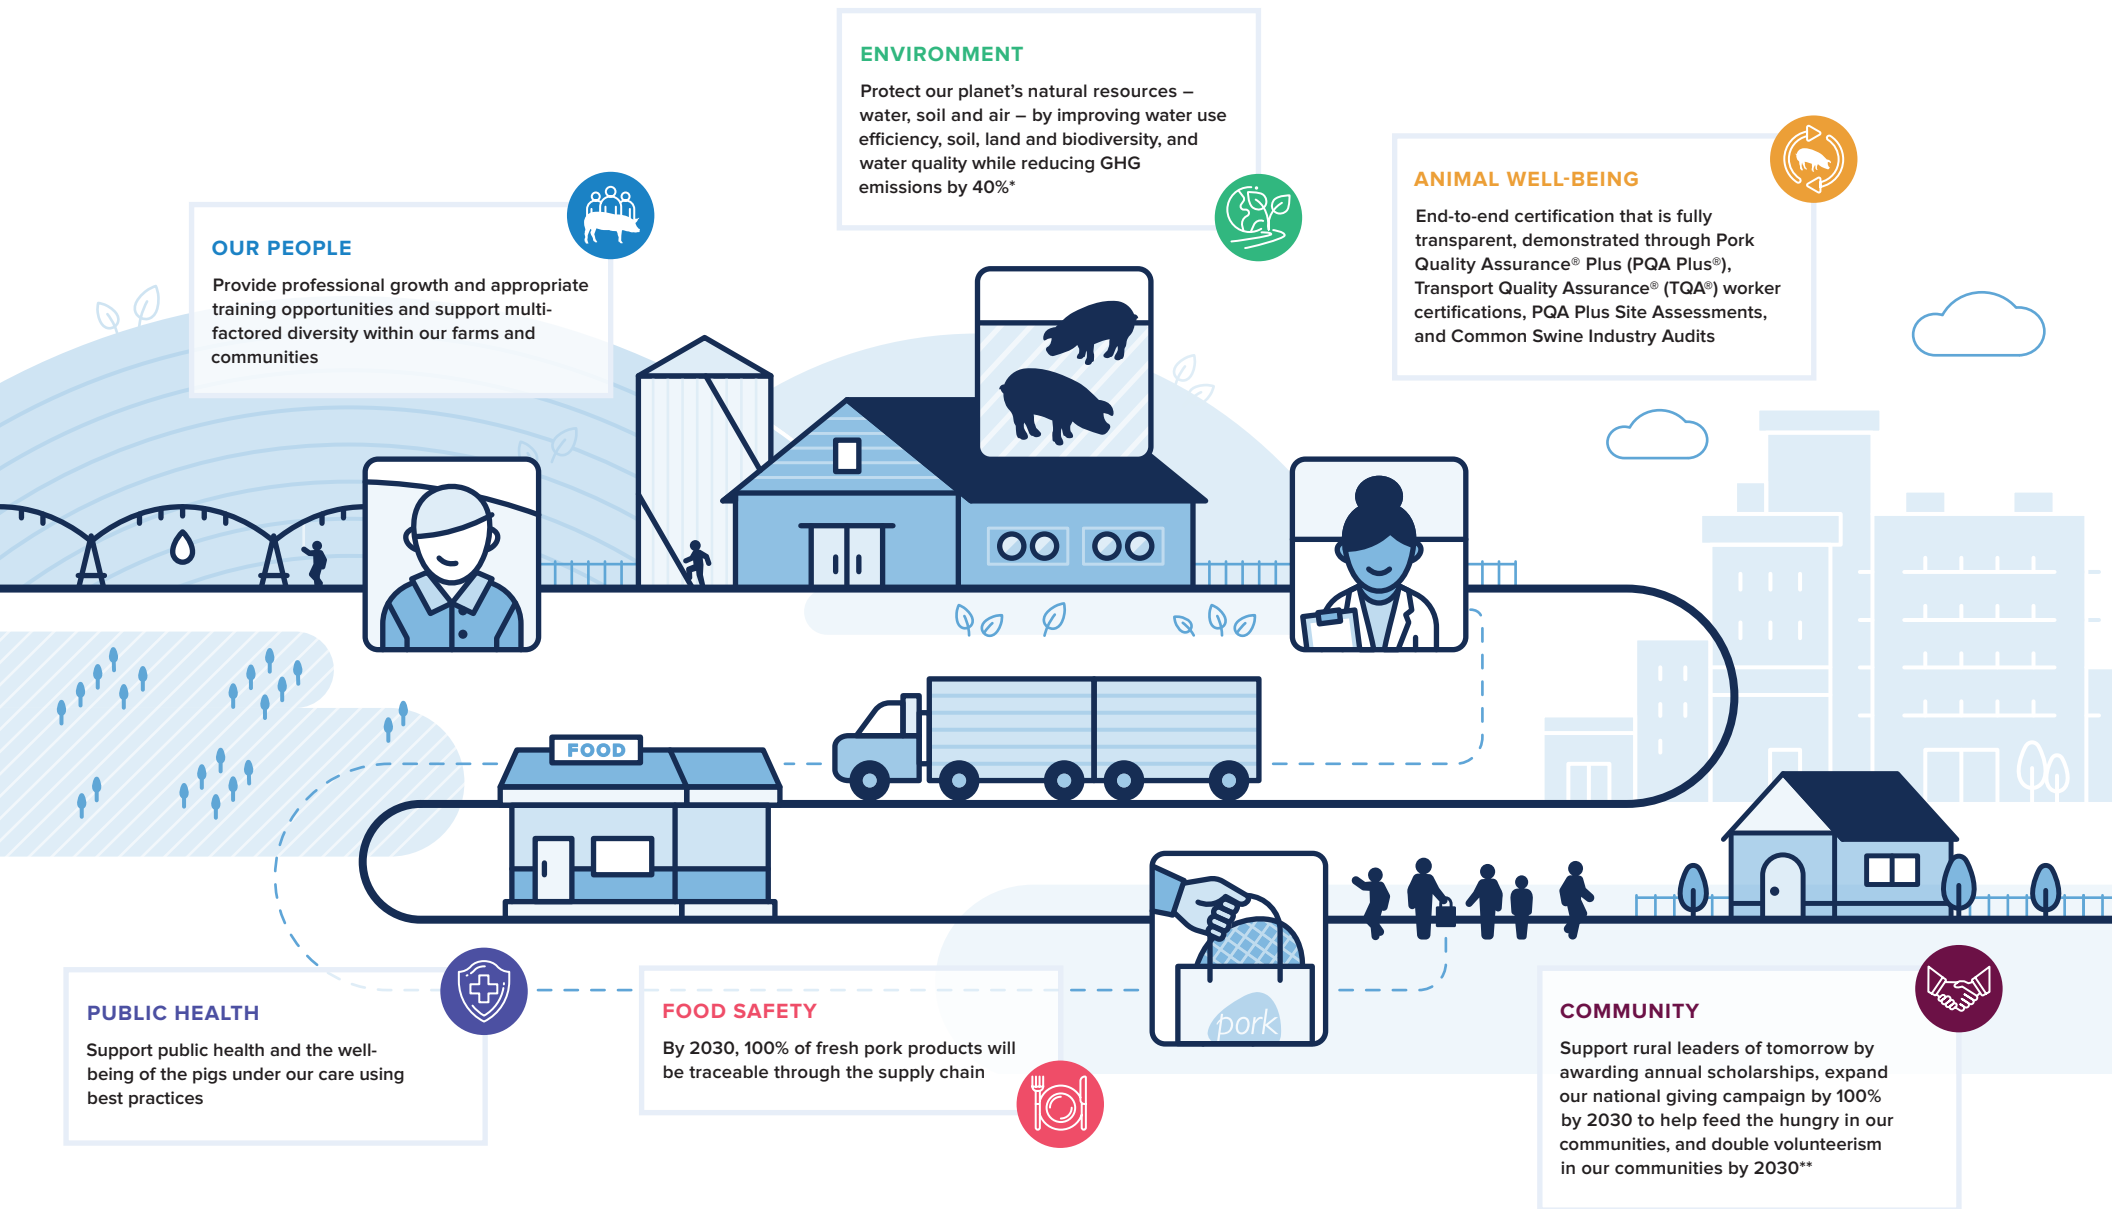 ENVIRONMENT
Protect our planet's natural resources –
water, soil and air – by improving water use
efficiency, soil, land and biodiversity, and
water quality while reducing GHG
emissions by 40%*
ANIMAL WELL-BEING
End-to-end certification that is fully
transparent, demonstrated through Pork
Quality Assurance® Plus (PQA Plus®),
Transport Quality Assurance® (TQA®) worker
certifications, PQA Plus Site Assessments,
and Common Swine Industry Audits
OUR PEOPLE
Provide professional growth and appropriate
training opportunities and support multi-
factored diversity within our farms and
communities
FOOD
PUBLIC HEALTH
Support public health and the well-
being of the pigs under our care using
best practices
FOOD SAFETY
By 2030, 100% of fresh pork products will
be traceable through the supply chain
pork
COMMUNITY
Support rural leaders of tomorrow by
awarding annual scholarships, expand
our national giving campaign by 100%
by 2030 to help feed the hungry in our
communities, and double volunteerism
in our communities by 2030**